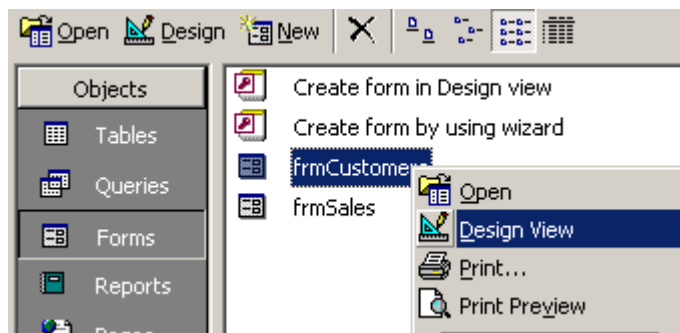 Open Design New
Objects
Tables
Queries
Forms
Reports
Pages
Create form in Design view
Create form by using wizard
frmCustomers
frmSales
Open
Design View
Print...
Print Preview